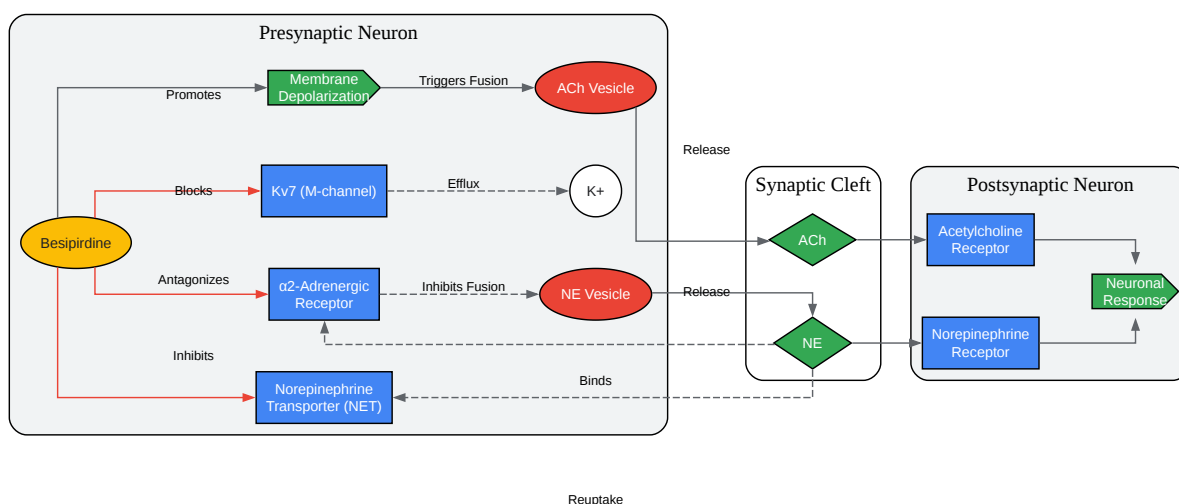 Presynaptic Neuron
Membrane
Depolarization
Triggers Fusion
ACh Vesicle
Promotes
Release
Blocks
Kv7 (M-channel)
Efflux
K+
Synaptic Cleft
Postsynaptic Neuron
Besipirdine
ACh
Acetylcholine
Receptor
Antagonizes
α2-Adrenergic
Receptor
Inhibits Fusion
NE Vesicle
Release
Neuronal
Response
Inhibits
NE
Norepinephrine
Receptor
Norepinephrine
Transporter (NET)
Binds
Reuptake